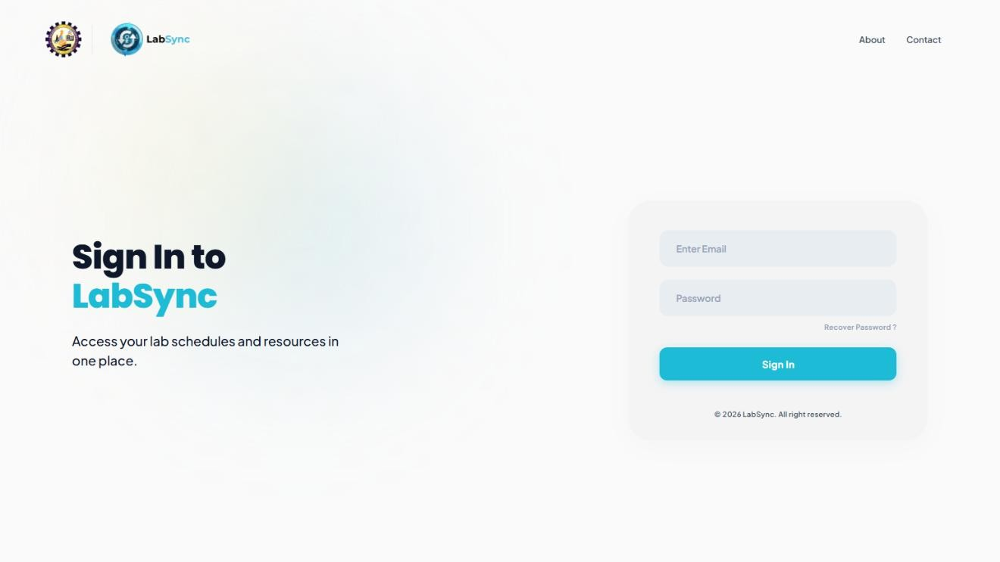 LabSync
About
Contact
Sign In to
LabSync
Access your lab schedules and resources in
one place.
Enter Email
Password
Recover Password ?
Sign In
© 2026 LabSync. All right reserved.